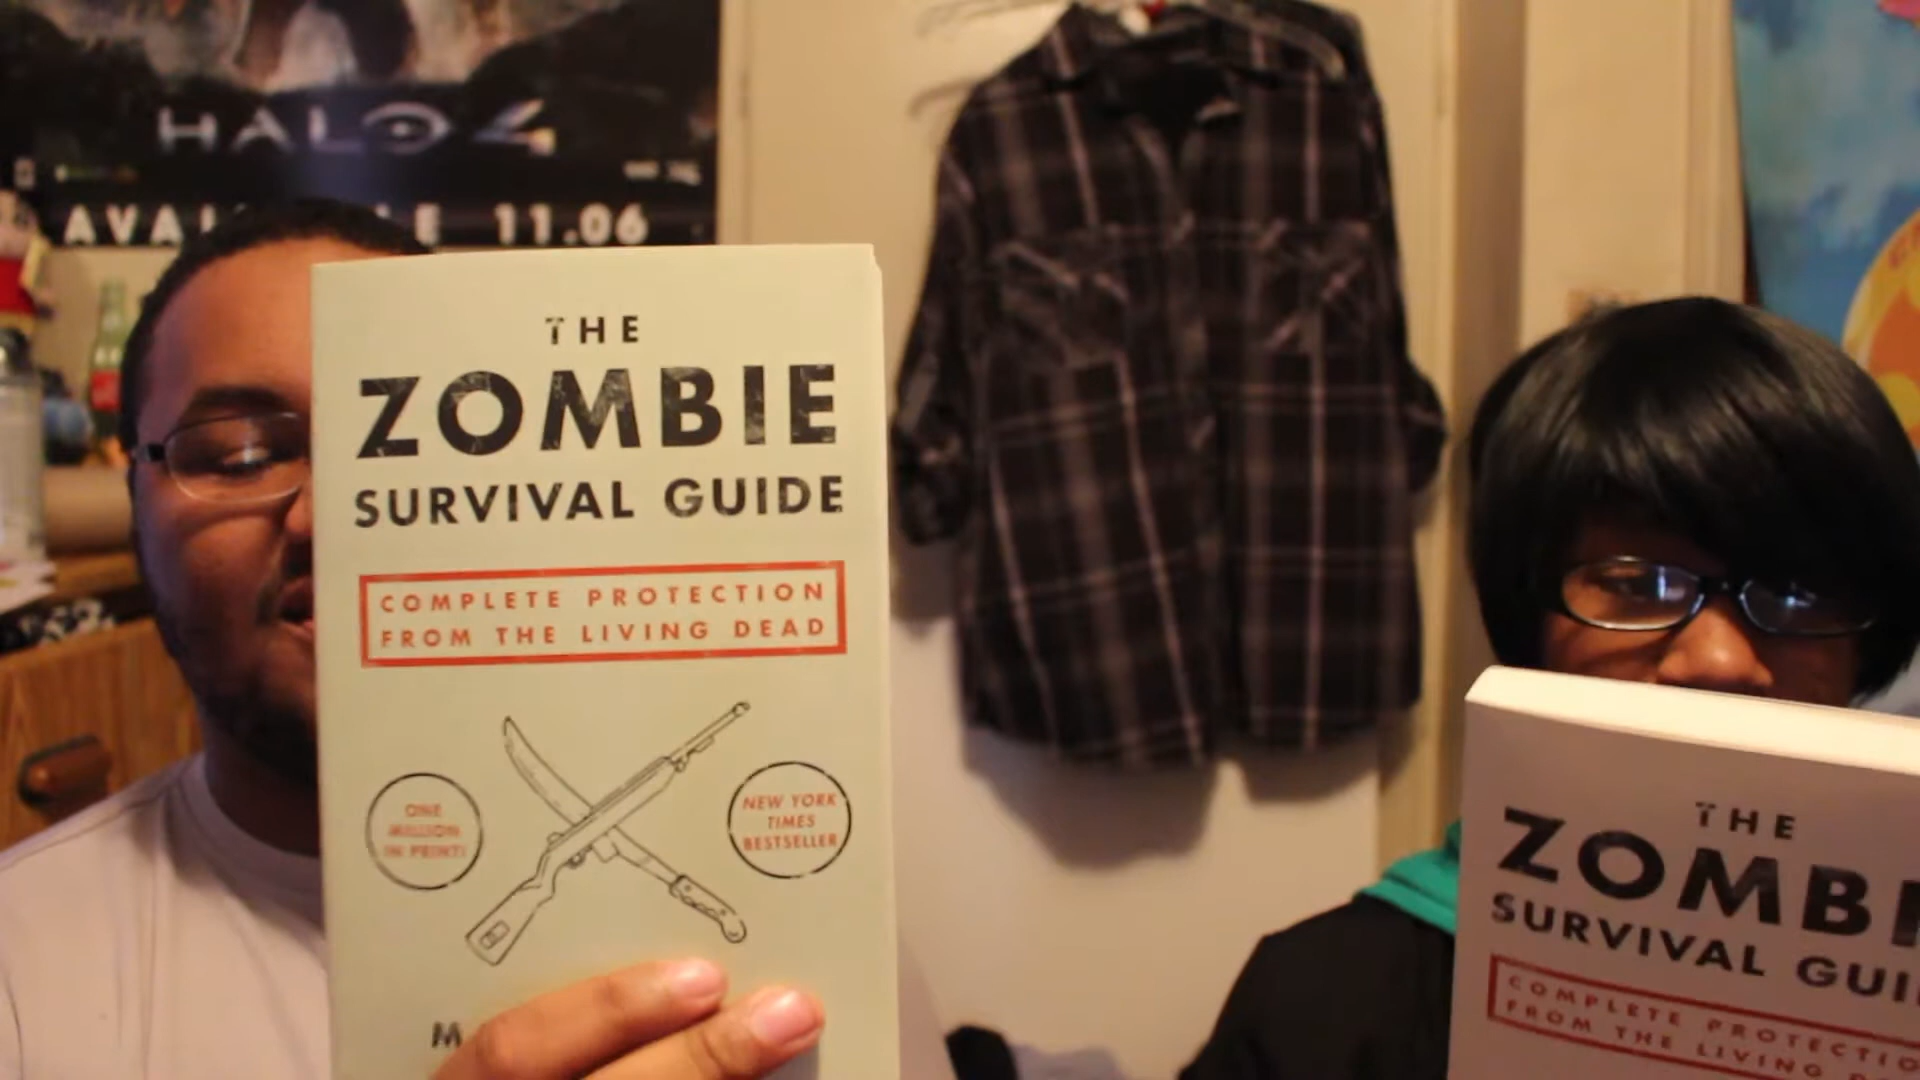 HALO 4
11.06
THE
ZOMBIE
SURVIVAL GUIDE
COMPLETE PROTECTION
FROM THE LIVING DEAD
ONE
MILLION
IN PRINT!
NEW YORK
TIMES
BESTSELLER
M
THE
ZOMBI
SURVIVAL GUI
COMPLETE PROTECTIO
FROM THE LIVING D